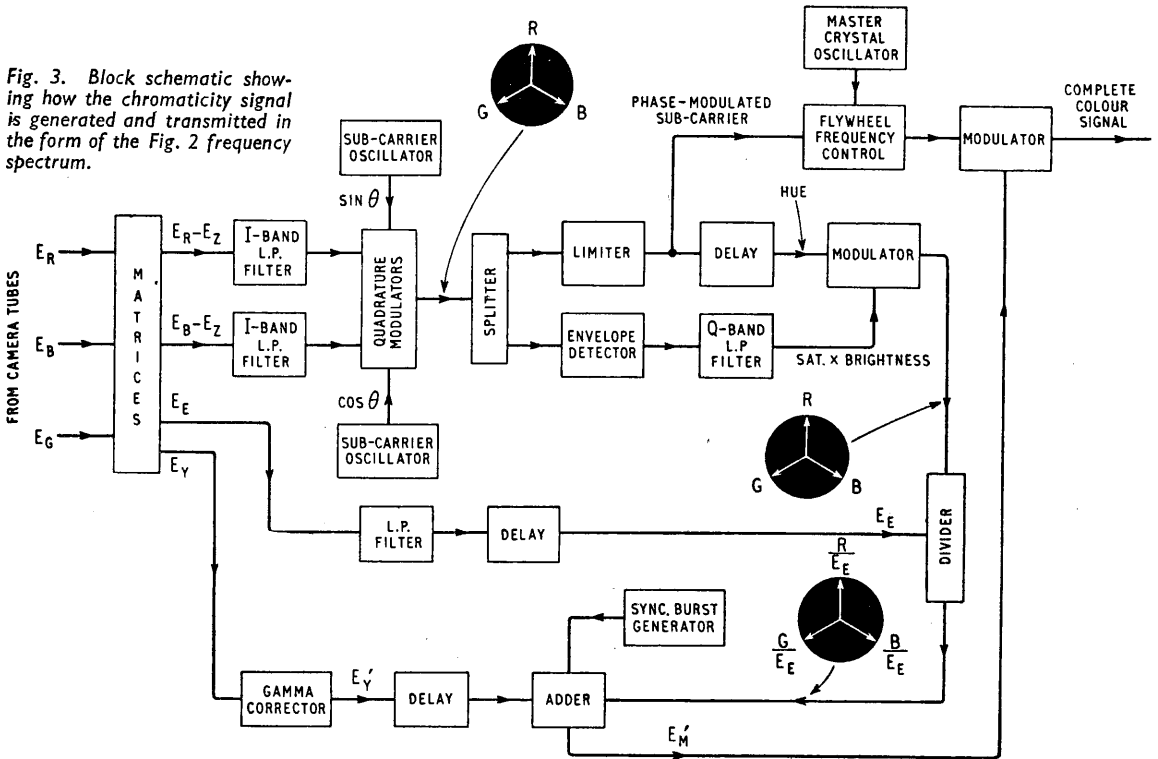 Fig. 3. Block schematic show-
ing how the chromaticity signal
is generated and transmitted in
the form of the Fig. 2 frequency
spectrum.
R
G
B
MASTER
CRYSTAL
OSCILLATOR
PHASE-MODULATED
SUB-CARRIER
FLYWHEEL
FREQUENCY
CONTROL
MODULATOR
COMPLETE
COLOUR
SIGNAL
SUB-CARRIER
OSCILLATOR
SIN θ
FROM CAMERA TUBES
E_R
E_B
E_G
MATRICES
E_R–E_Z
I-BAND
L.P.
FILTER
E_B–E_Z
I-BAND
L.P.
FILTER
QUADRATURE
MODULATORS
COS θ
SUB-CARRIER
OSCILLATOR
SPLITTER
LIMITER
DELAY
HUE
MODULATOR
ENVELOPE
DETECTOR
Q-BAND
L.P
FILTER
SAT. × BRIGHTNESS
R
G
B
E_E
E_Y
L.P.
FILTER
DELAY
E_E
DIVIDER
R/E_E
G/E_E
B/E_E
SYNC. BURST
GENERATOR
GAMMA
CORRECTOR
E_Y′
DELAY
ADDER
E_M′